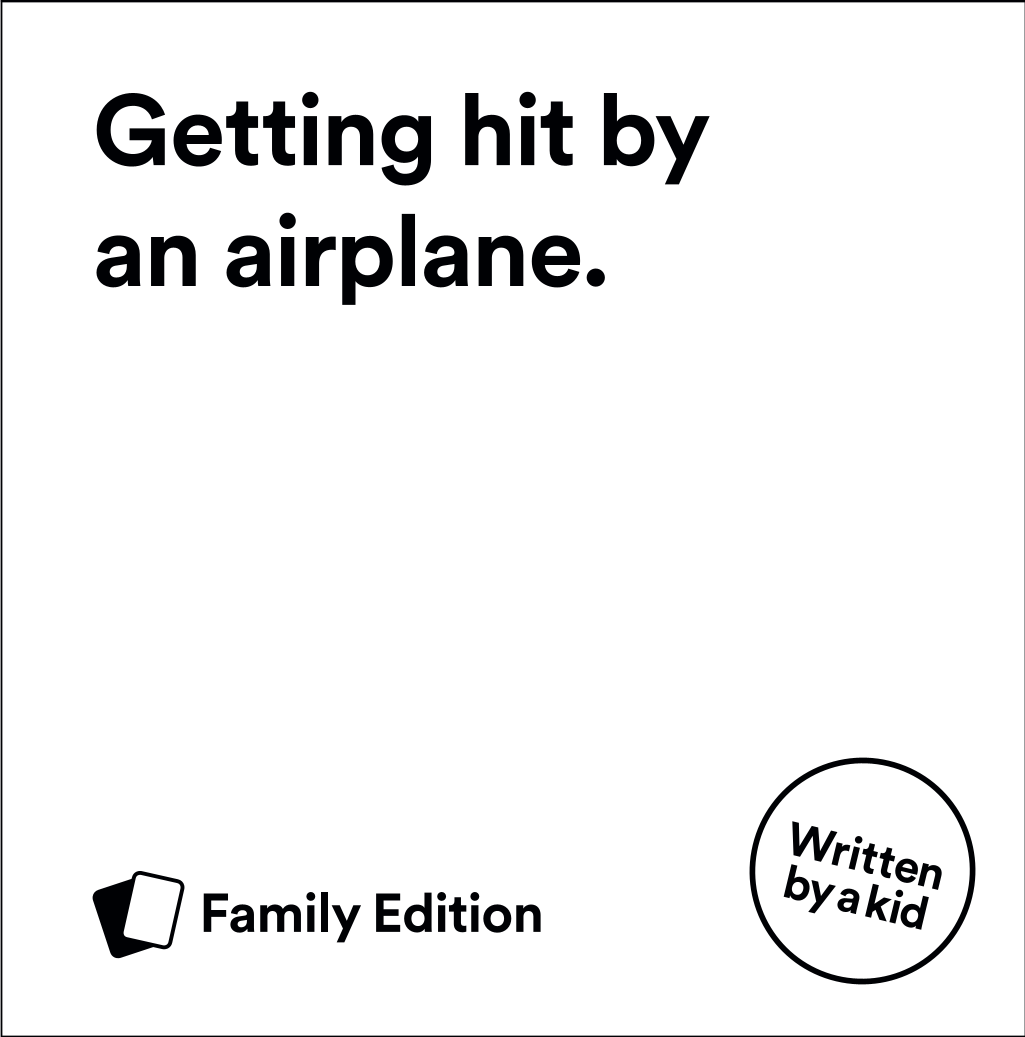 Getting hit by
an airplane.
Family Edition
Written
by a kid